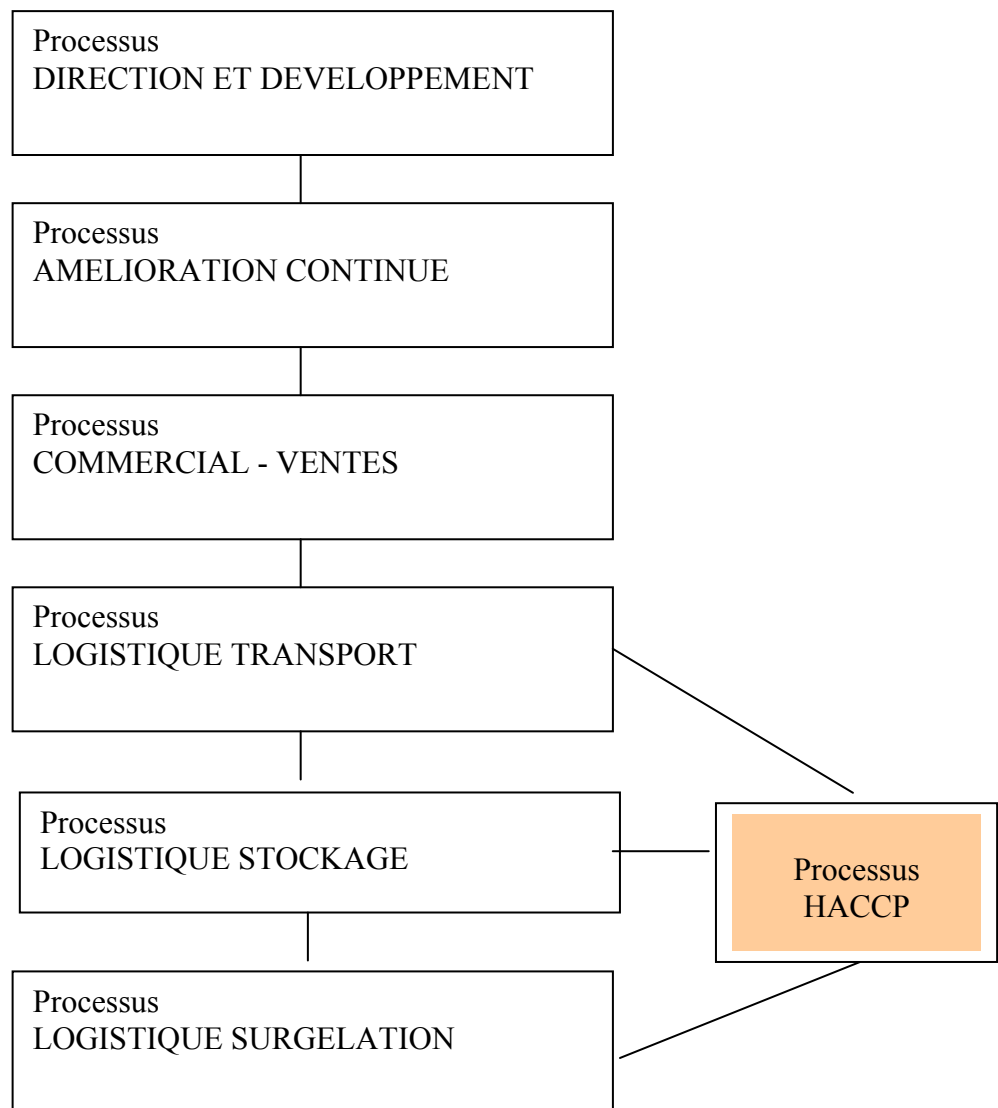 Processus
DIRECTION ET DEVELOPPEMENT
Processus
AMELIORATION CONTINUE
Processus
COMMERCIAL - VENTES
Processus
LOGISTIQUE TRANSPORT
Processus
LOGISTIQUE STOCKAGE
Processus
HACCP
Processus
LOGISTIQUE SURGELATION